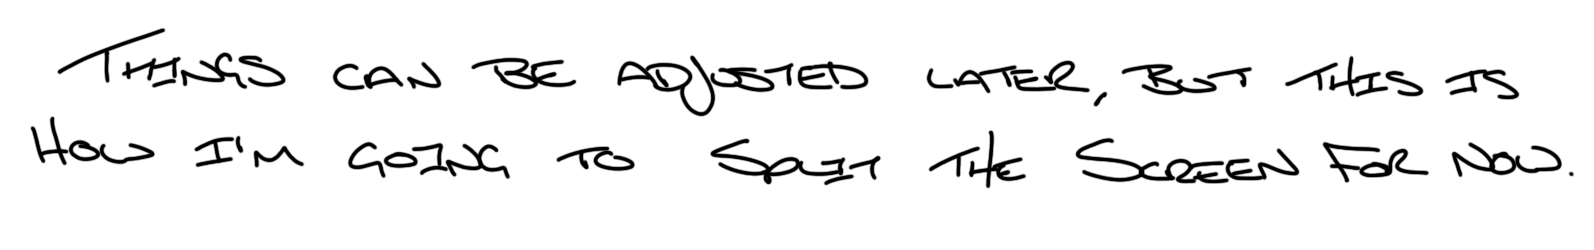 THINGS CAN BE ADJUSTED LATER, BUT THIS IS
HOW I'M GOING TO SPLIT THE SCREEN FOR NOW.